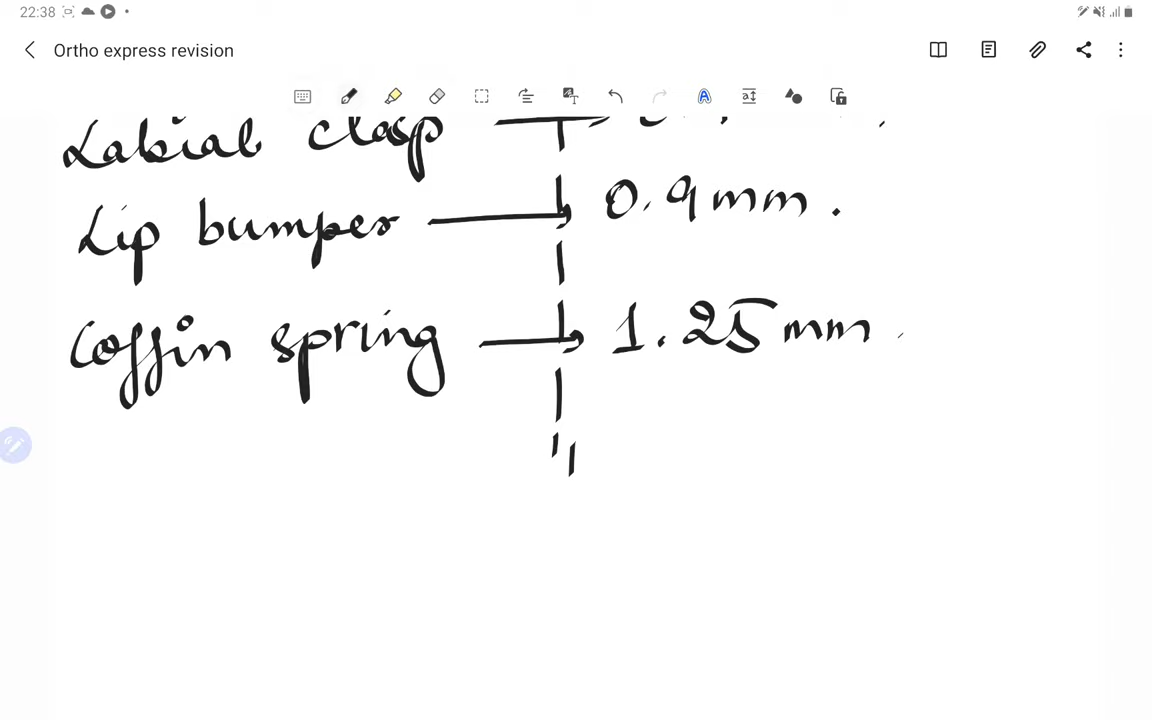 22:38
Ortho express revision
Labial clasp
Lip bumper 0.9mm.
Coffin spring 1.25mm.